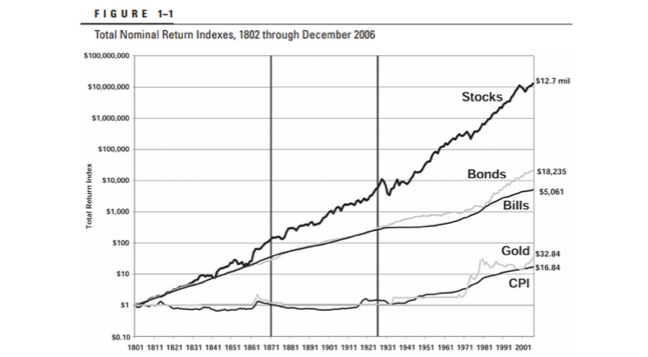 FIGURE 1–1
Total Nominal Return Indexes, 1802 through December 2006
$100,000,000
$10,000,000
$1,000,000
$100,000
$10,000
$1,000
$100
$10
$1
$0.10
Total Return Index
Stocks
$12.7 mil
Bonds
$18,235
$5,061
Bills
Gold
$32.84
$16.84
CPI
1801 1811 1821 1831 1841 1851 1861 1871 1881 1891 1901 1911 1921 1931 1941 1951 1961 1971 1981 1991 2001